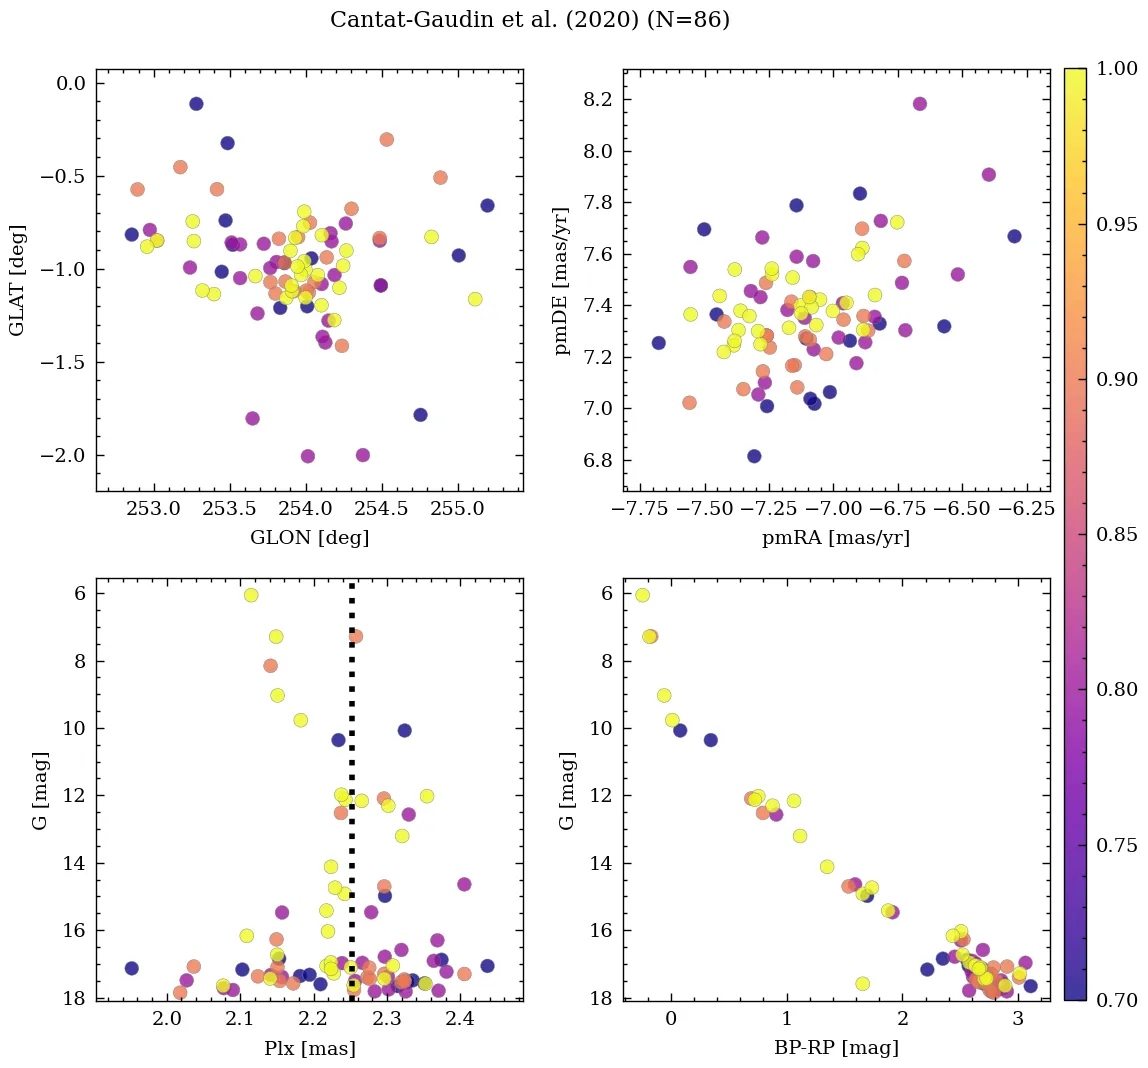 Cantat-Gaudin et al. (2020) (N=86)
0.0
−0.5
−1.0
−1.5
−2.0
GLAT [deg]
253.0 253.5 254.0 254.5 255.0
GLON [deg]
8.2
8.0
7.8
7.6
7.4
7.2
7.0
6.8
pmDE [mas/yr]
−7.75 −7.50 −7.25 −7.00 −6.75 −6.50 −6.25
pmRA [mas/yr]
6
8
10
12
14
16
18
G [mag]
2.0 2.1 2.2 2.3 2.4
Plx [mas]
6
8
10
12
14
16
18
G [mag]
0 1 2 3
BP-RP [mag]
1.00
0.95
0.90
0.85
0.80
0.75
0.70